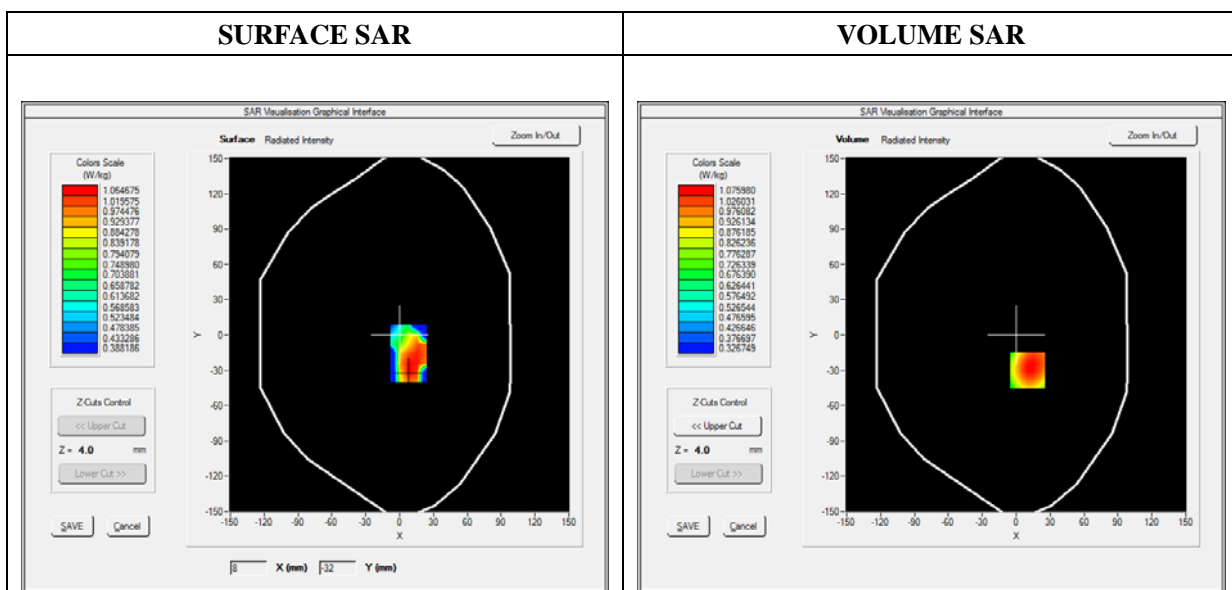 SURFACE SAR
VOLUME SAR
SAR Visualisation Graphical Interface
Surface Radiated Intensity
Zoom In/Out
Colors Scale
(W/kg)
1.064675
1.019575
0.974476
0.929377
0.884278
0.839178
0.794079
0.748980
0.703881
0.658782
0.613682
0.568583
0.523484
0.478385
0.433286
0.388186
Z-Cuts Control
<< Upper Cut
Z = 4.0 mm
Lower Cut >>
SAVE Cancel
150
120
90
60
30
0
-30
-60
-90
-120
-150
Y
-150 -120 -90 -60 -30 0 30 60 90 120 150
X
8 X (mm) -32 Y (mm)
SAR Visualisation Graphical Interface
Volume Radiated Intensity
Zoom In/Out
Colors Scale
(W/kg)
1.075980
1.026031
0.976082
0.926134
0.876185
0.826236
0.776287
0.726339
0.676390
0.626441
0.576492
0.526544
0.476595
0.426646
0.376697
0.326749
Z-Cuts Control
<< Upper Cut
Z = 4.0 mm
Lower Cut >>
SAVE Cancel
150
120
90
60
30
0
-30
-60
-90
-120
-150
Y
-150 -120 -90 -60 -30 0 30 60 90 120 150
X